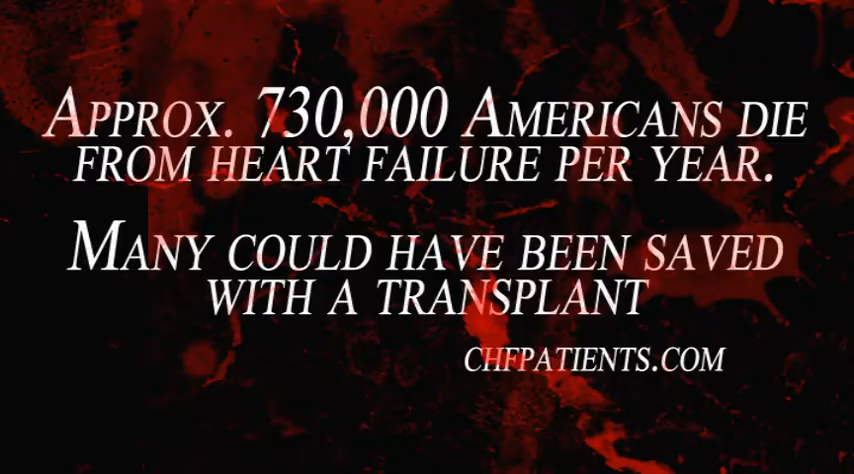 Approx. 730,000 Americans die
from heart failure per year.
Many could have been saved
with a transplant
chfpatients.com